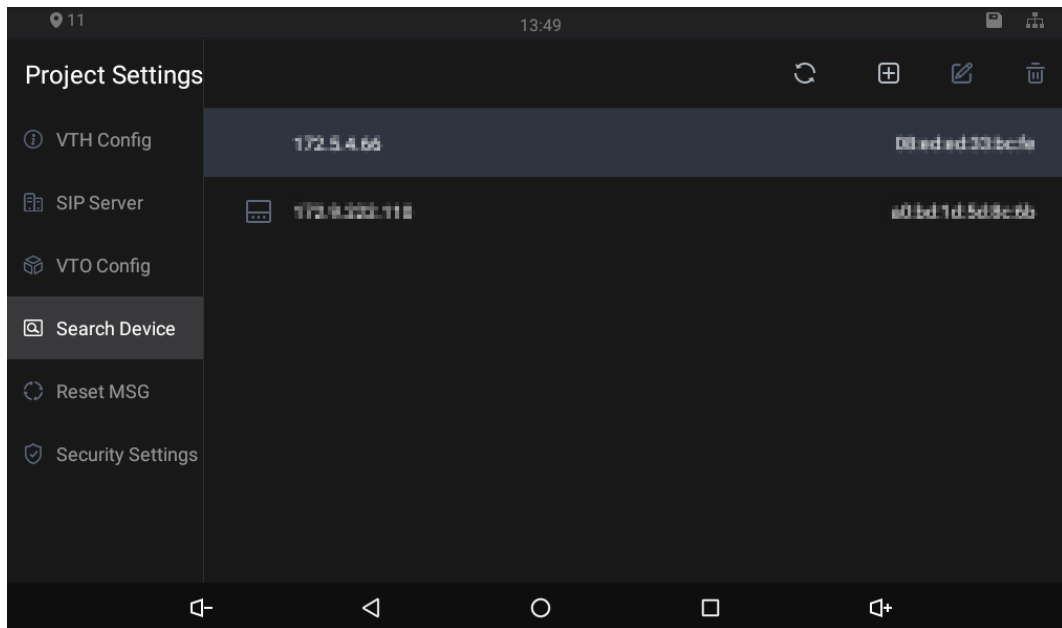 11
13:49
Project Settings
VTH Config
172.5.4.66
SIP Server
VTO Config
Search Device
Reset MSG
Security Settings